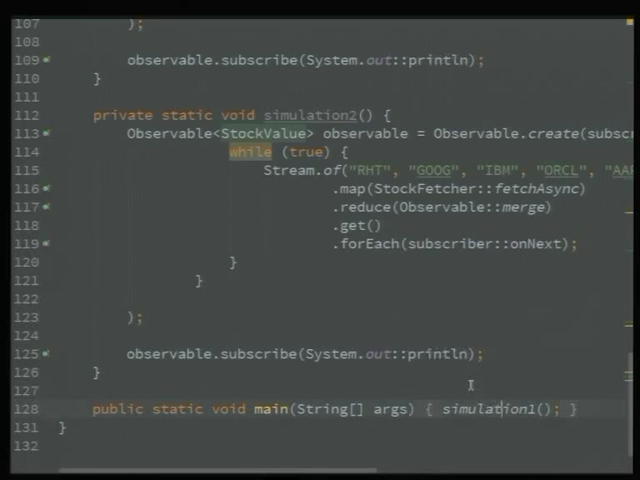 107 );
108
109 observable.subscribe(System.out::println);
110 }
111
112 private static void simulation2() {
113 Observable<StockValue> observable = Observable.create(subsc
114 while (true) {
115 Stream.of("RHT", "GOOG", "IBM", "ORCL", "AAP
116 .map(StockFetcher::fetchAsync)
117 .reduce(Observable::merge)
118 .get()
119 .forEach(subscriber::onNext);
120 }
121 }
122
123 );
124
125 observable.subscribe(System.out::println);
126 }
127
128 public static void main(String[] args) { simulation1(); }
131 }
132